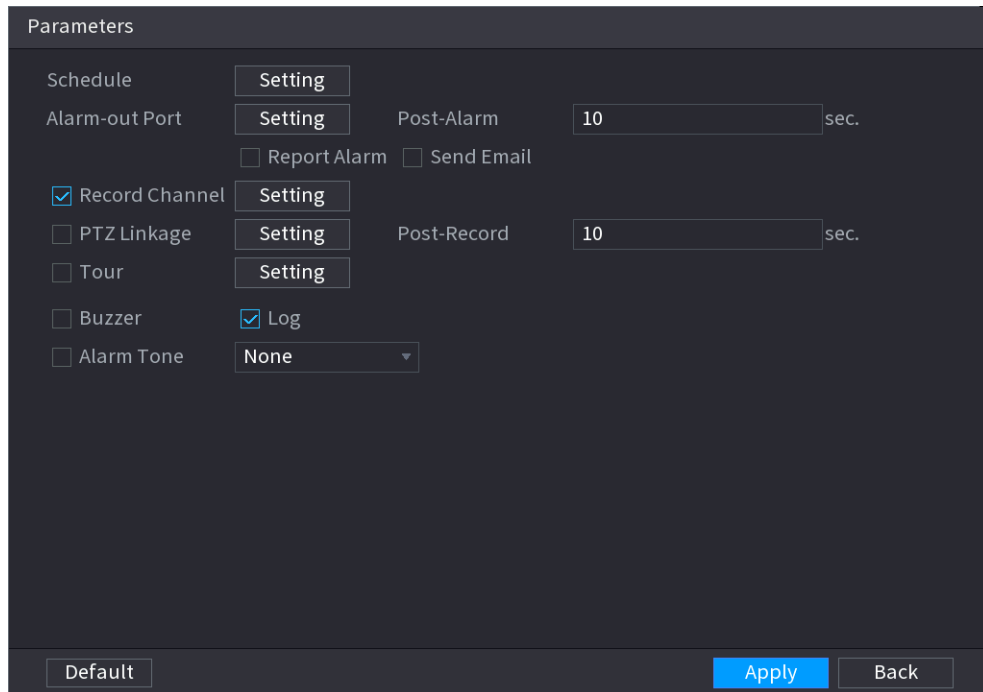 Parameters
Schedule Setting
Alarm-out Port Setting Post-Alarm 10 sec.
Report Alarm Send Email
Record Channel Setting
PTZ Linkage Setting Post-Record 10 sec.
Tour Setting
Buzzer Log
Alarm Tone None
Default Apply Back